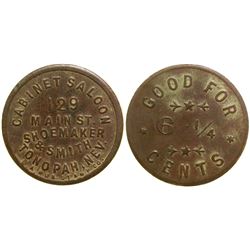 CABINET SALOON
129
MAIN ST.
SHOEMAKER
& SMITH
TONOPAH, NEV.
GOOD FOR
6 1/4
CENTS